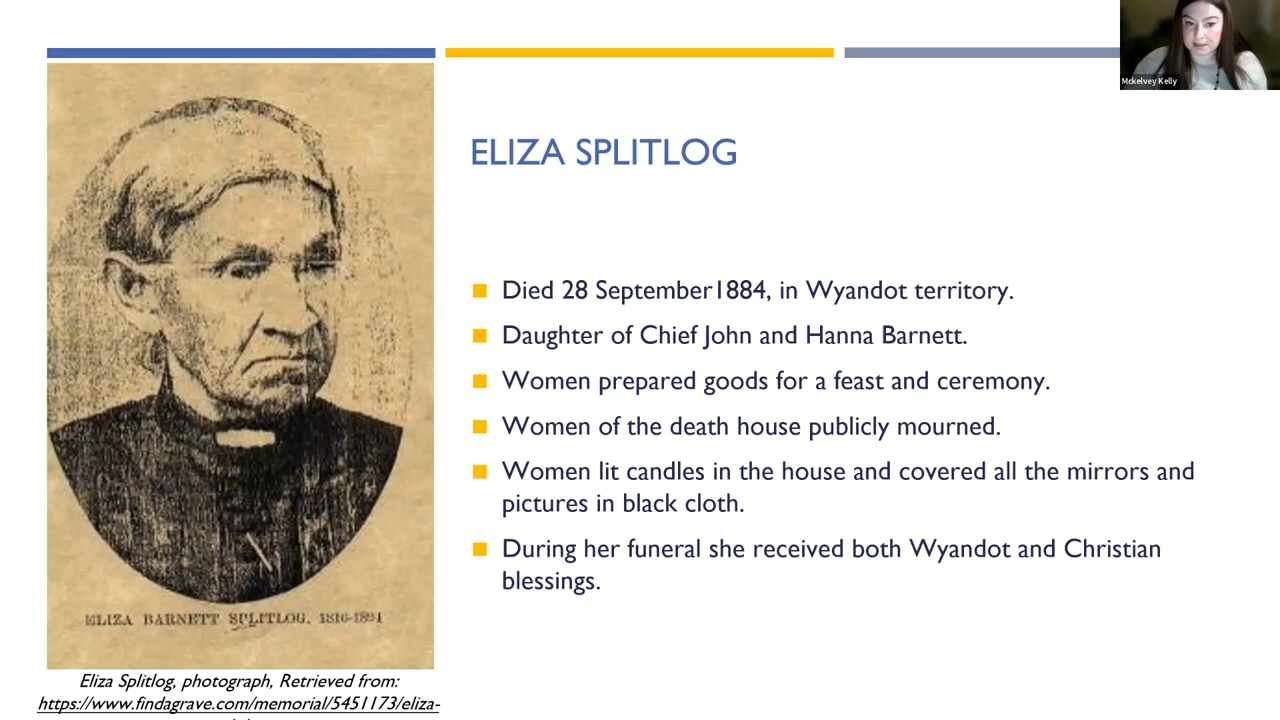 Mckelvey Kelly
ELIZA SPLITLOG
Died 28 September1884, in Wyandot territory.
Daughter of Chief John and Hanna Barnett.
Women prepared goods for a feast and ceremony.
Women of the death house publicly mourned.
Women lit candles in the house and covered all the mirrors and
pictures in black cloth.
During her funeral she received both Wyandot and Christian
blessings.
ELIZA BARNETT SPLITLOG,
Eliza Splitlog, photograph, Retrieved from:
https://www.findagrave.com/memorial/5451173/eliza-